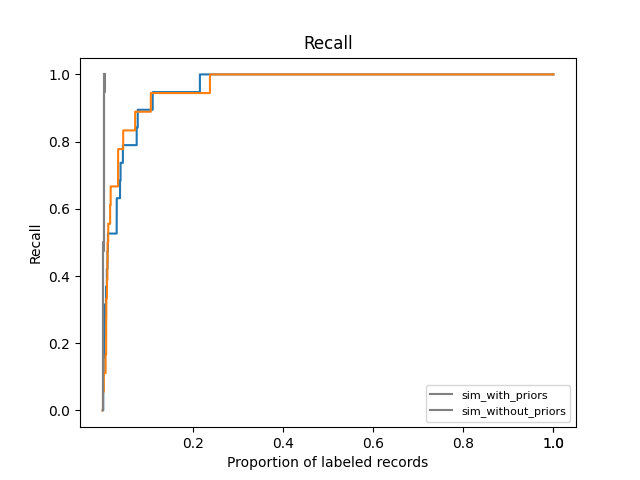 Recall
1.0
0.8
0.6
0.4
0.2
0.0
Recall
sim_with_priors
sim_without_priors
0.2 0.4 0.6 0.8 1.0
Proportion of labeled records